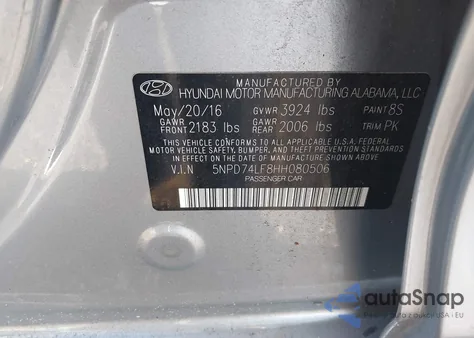 MANUFACTURED BY
HYUNDAI MOTOR MANUFACTURING ALABAMA, LLC
May/20/16 GVWR 3924 lbs PAINT 8S
GAWR FRONT 2183 lbs GAWR REAR 2006 lbs TRIM PK
THIS VEHICLE CONFORMS TO ALL APPLICABLE
FEDERAL MOTOR VEHICLE SAFETY, BUMPER, AND THEFT PREVENTION
STANDARDS IN EFFECT ON THE DATE OF MANUFACTURE SHOWN ABOVE.
V.I.N 5NPD74LF8HH080506
PASSENGER CAR
autoSnap